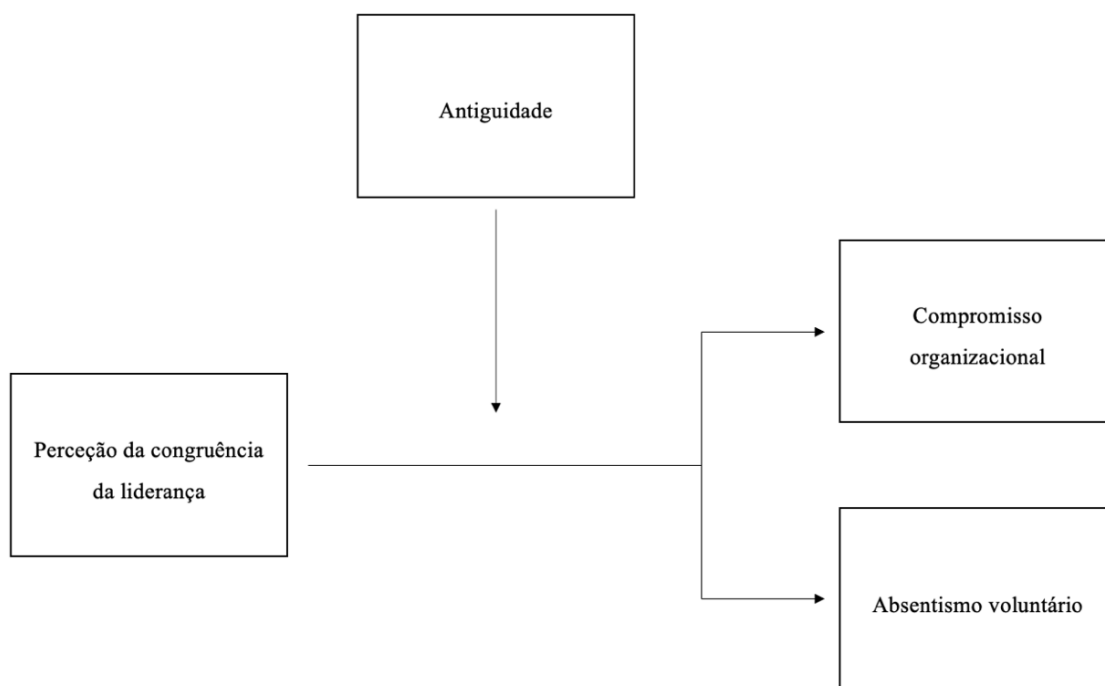 Antiguidade
Compromisso
organizacional
Perceção da congruência
da liderança
Absentismo voluntário